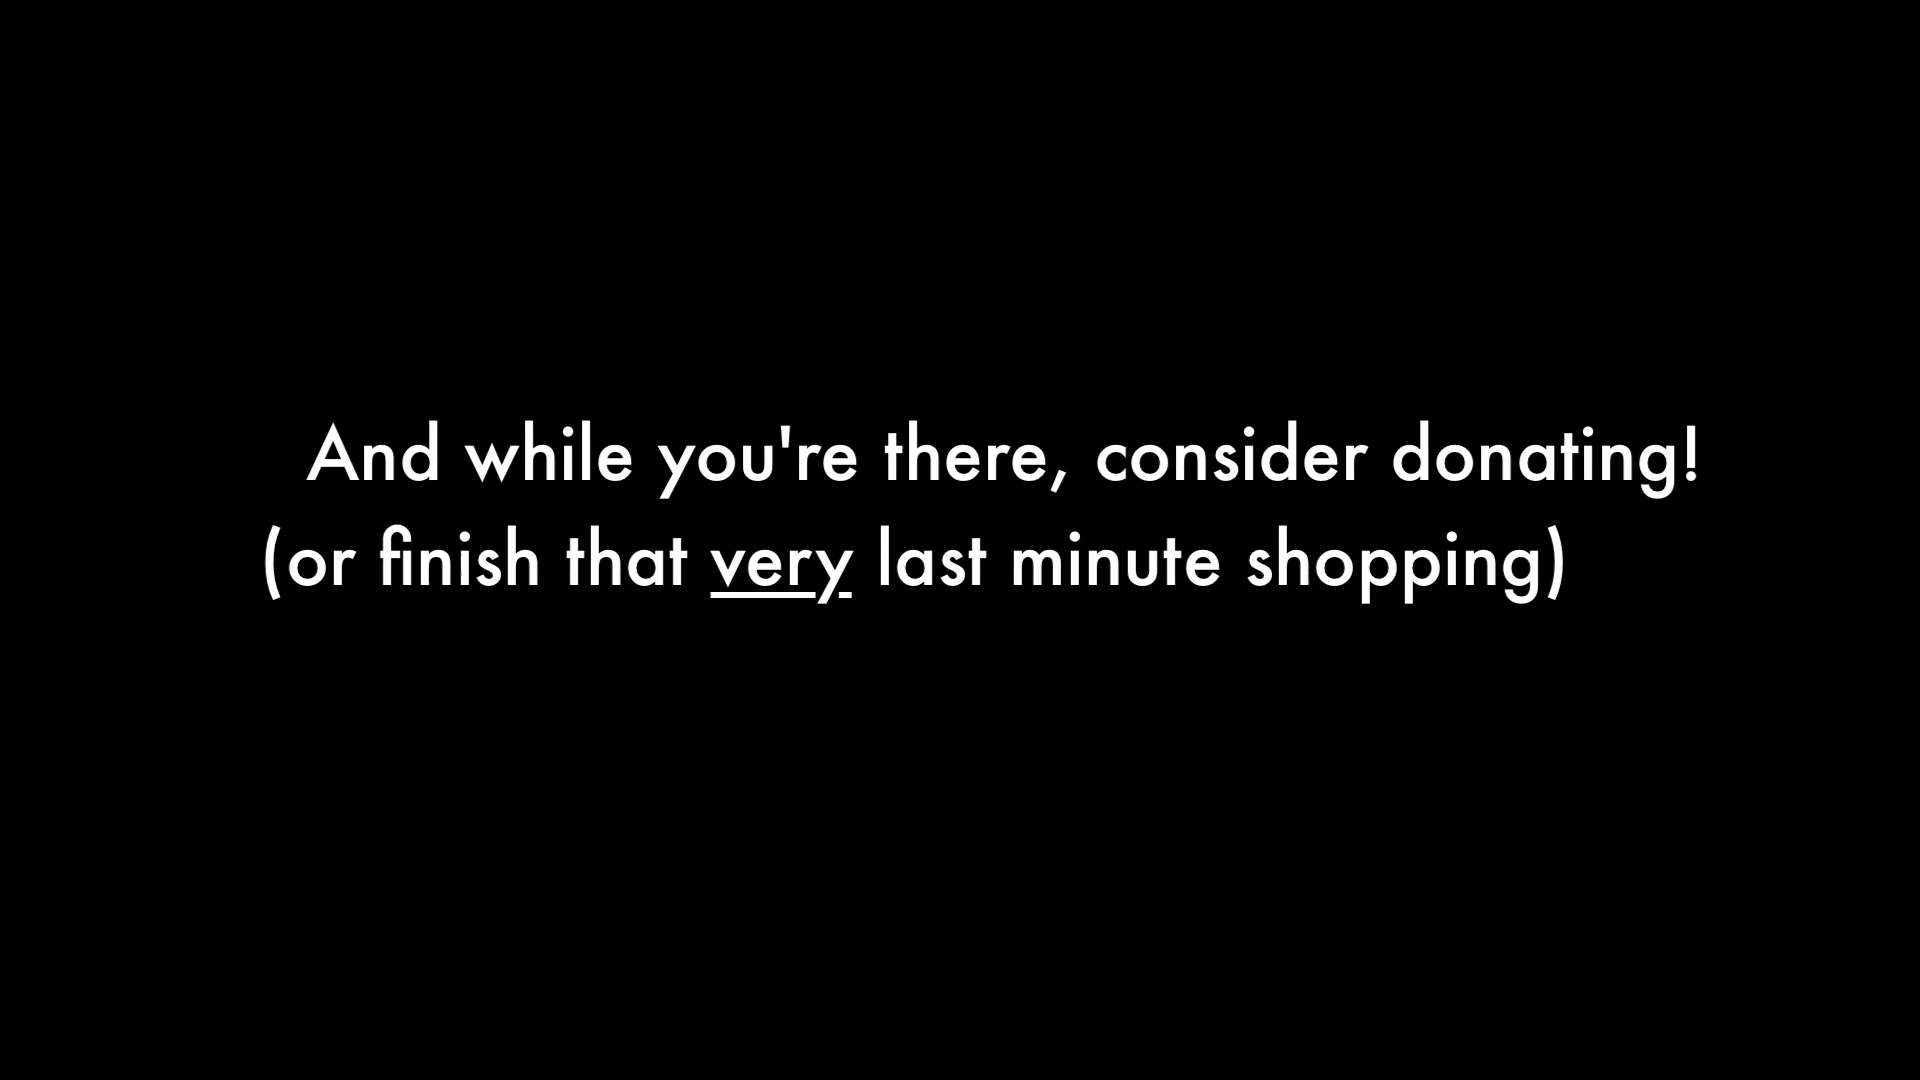 And while you're there, consider donating!
(or finish that very last minute shopping)